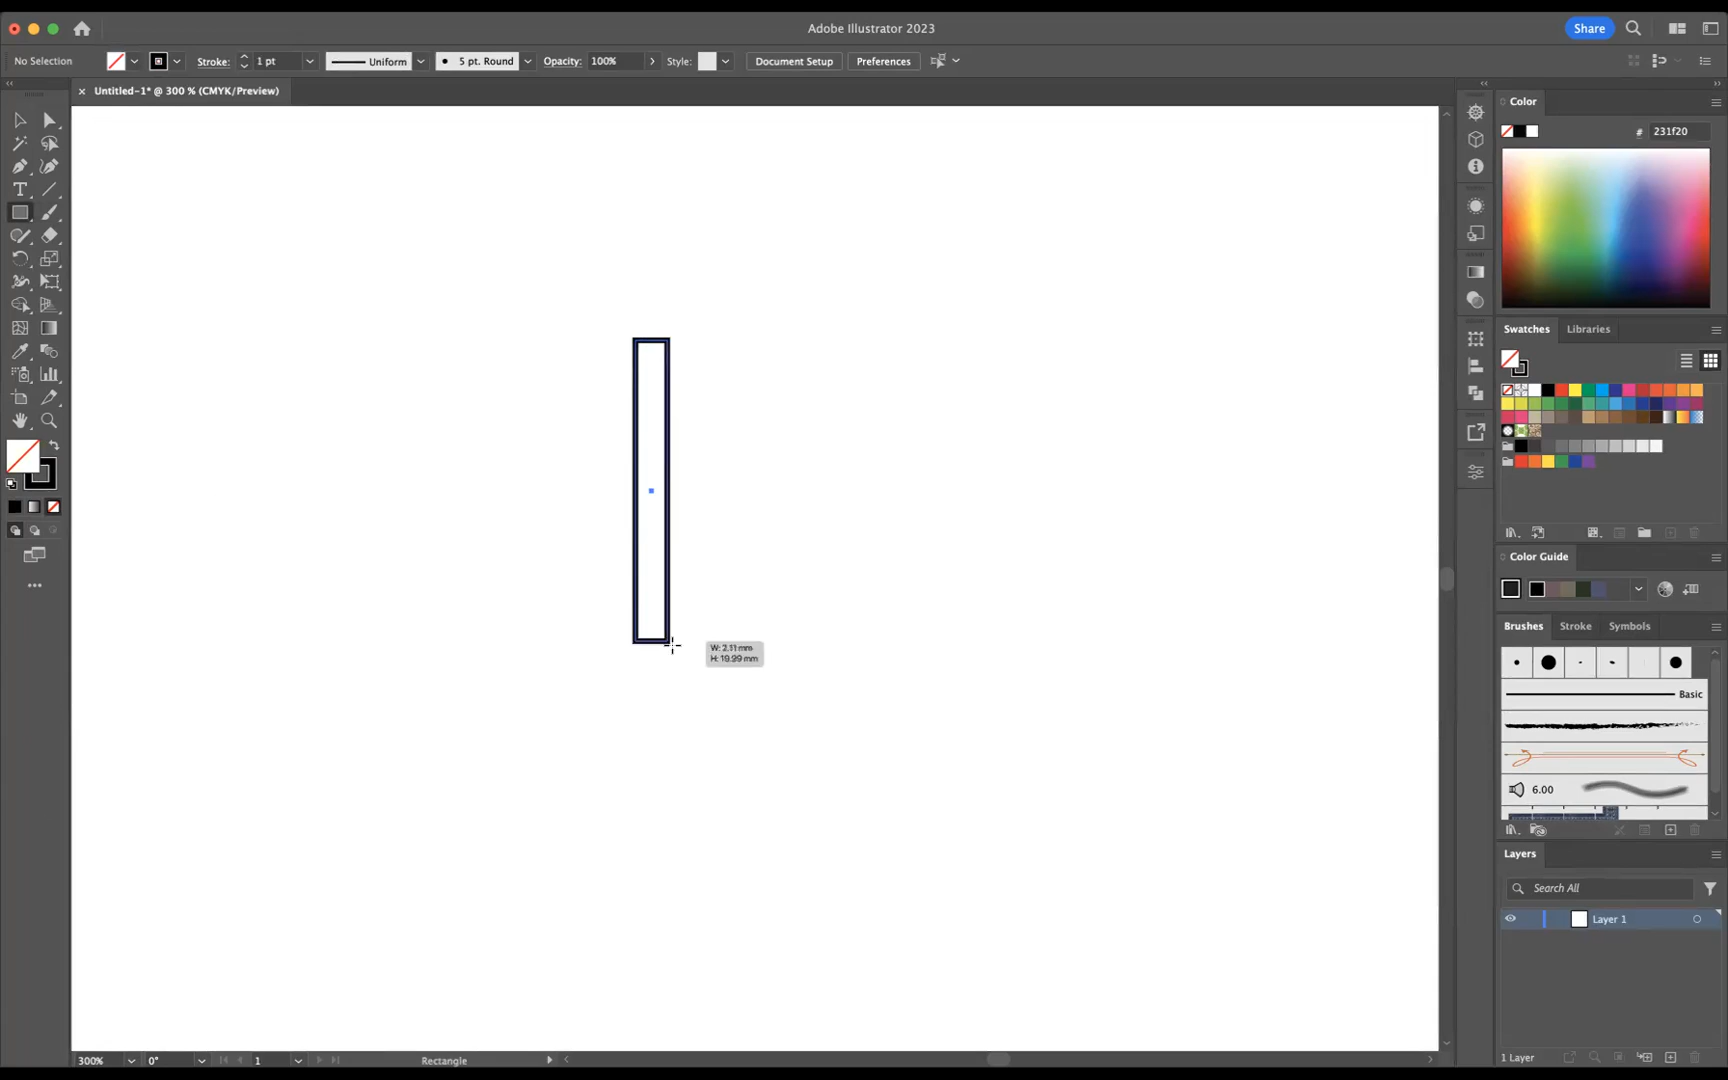 Adobe Illustrator 2023
Share
No Selection
Stroke:
1 pt
Uniform
5 pt. Round
Opacity:
100%
Style:
Document Setup
Preferences
Untitled-1* @ 300 % (CMYK/Preview)
Color
# 231f20
Swatches
Libraries
Color Guide
Brushes
Stroke
Symbols
Basic
6.00
W: 2.11 mm
H: 19.99 mm
Layers
Search All
Layer 1
1 Layer
300%
0°
1
Rectangle